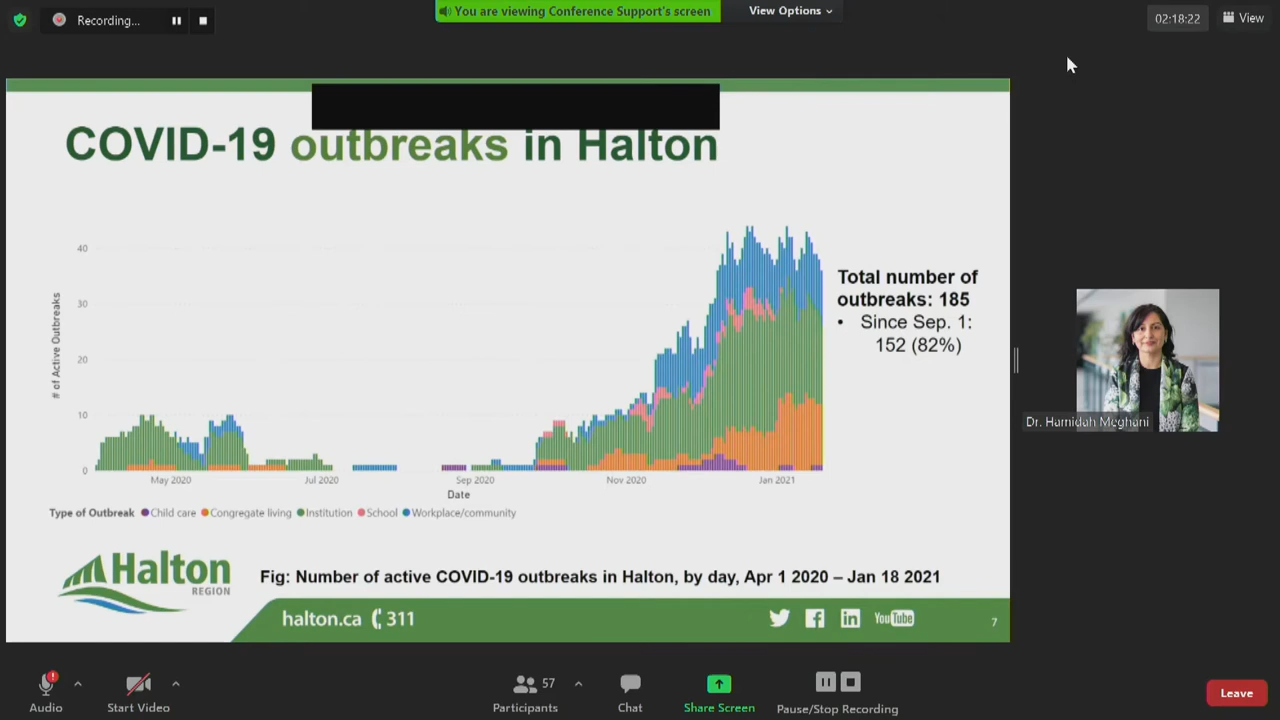 Recording...
You are viewing Conference Support's screen
View Options
02:18:22
View
COVID-19 outbreaks in Halton
40
30
20
10
0
# of Active Outbreaks
May 2020
Jul 2020
Sep 2020
Nov 2020
Jan 2021
Date
Type of Outbreak Child care Congregate living Institution School Workplace/community
Total number of
outbreaks: 185
• Since Sep. 1:
152 (82%)
Dr. Hamidah Meghani
Halton
REGION
Fig: Number of active COVID-19 outbreaks in Halton, by day, Apr 1 2020 – Jan 18 2021
halton.ca 311
in
YouTube
7
Audio
Start Video
57
Participants
Chat
Share Screen
Pause/Stop Recording
Leave